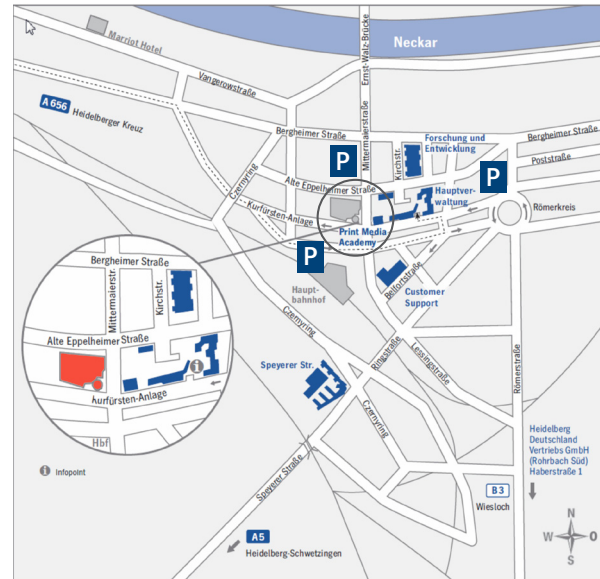 Marriot Hotel
Neckar
Ernst-Walz-Brücke
Vangerowstraße
A 656
Heidelberger Kreuz
Mittermaierstraße
Bergheimer Straße
Forschung und
Entwicklung
Bergheimer Straße
Poststraße
P
Kirchstr.
P
Czernyring
Alte Eppelheimer Straße
Hauptver-
waltung
Kurfürsten-Anlage
Römerkreis
Print Media
Academy
P
Bergheimer Straße
Mittermaierstr.
Kirchstr.
Haupt-
bahnhof
Belfortstraße
Customer
Support
Czernyring
Alte Eppelheimer Straße
Ringstraße
Lessingstraße
Römerstraße
Speyerer Str.
i
Kurfürsten-Anlage
Czernyring
Hbf
Heidelberg
Deutschland
Vertriebs GmbH
(Rohrbach Süd)
Haberstraße 1
i Infopoint
Speyerer Straße
B 3
Wiesloch
N
W O
S
A5
Heidelberg-Schwetzingen